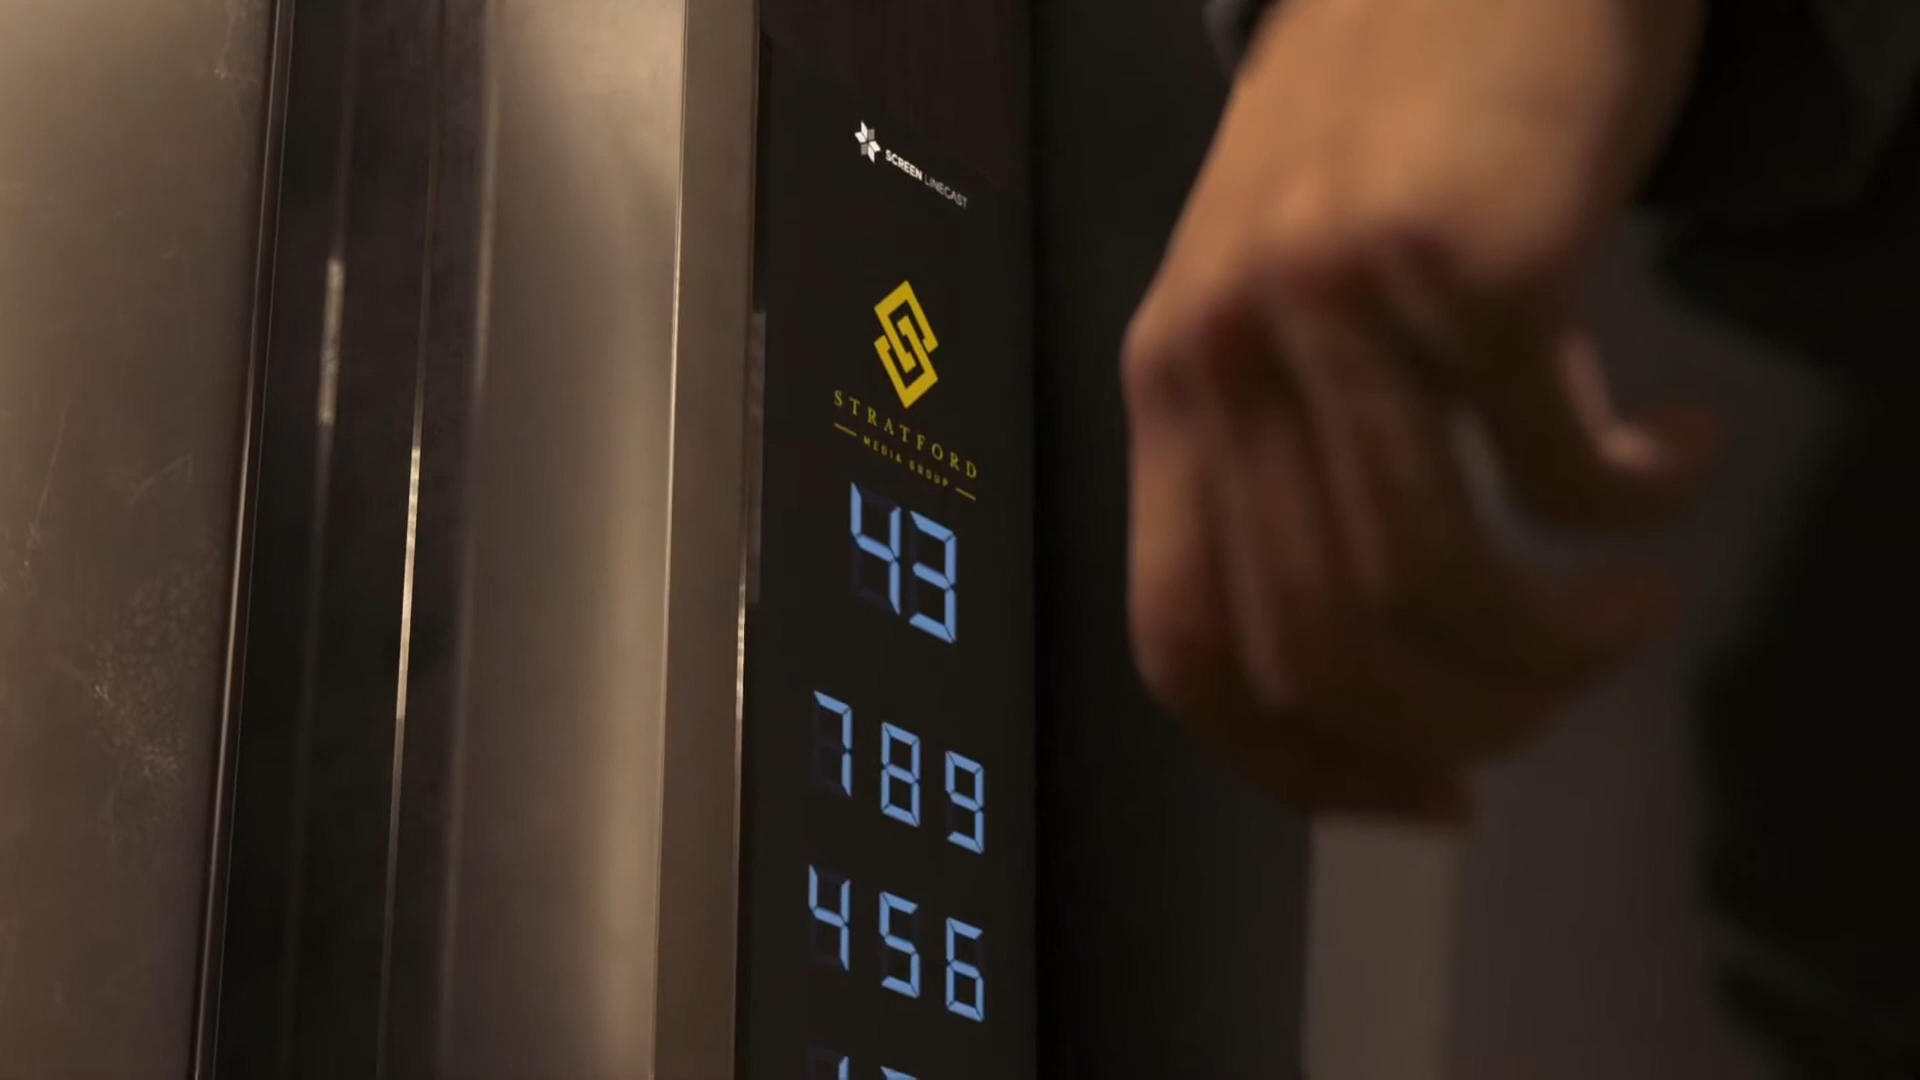 SCREEN LINECAST
STRATFORD
MEDIA GROUP
43
789
456